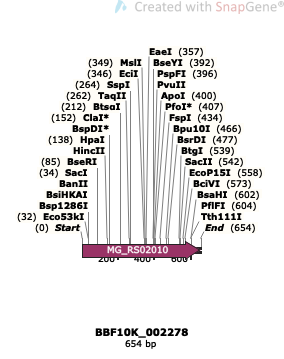 Created with SnapGene®
EaeI (357)
(349) MslI BseYI (392)
(346) EciI PspFI (396)
(264) SspI PvuII
(262) TaqII ApoI (400)
(212) BtsαI PfoI* (407)
(152) ClaI* FspI (434)
BspDI* Bpu10I (466)
(138) HpaI BsrDI (477)
HincII BtgI (539)
(85) BseRI SacII (542)
(34) SacI EcoP15I (558)
BanII BciVI (573)
BsiHKAI BsaHI (602)
Bsp1286I PflFI (604)
(32) Eco53kI Tth111I
(0) Start End (654)
MG_RS02010
200 400 600
BBF10K_002278
654 bp